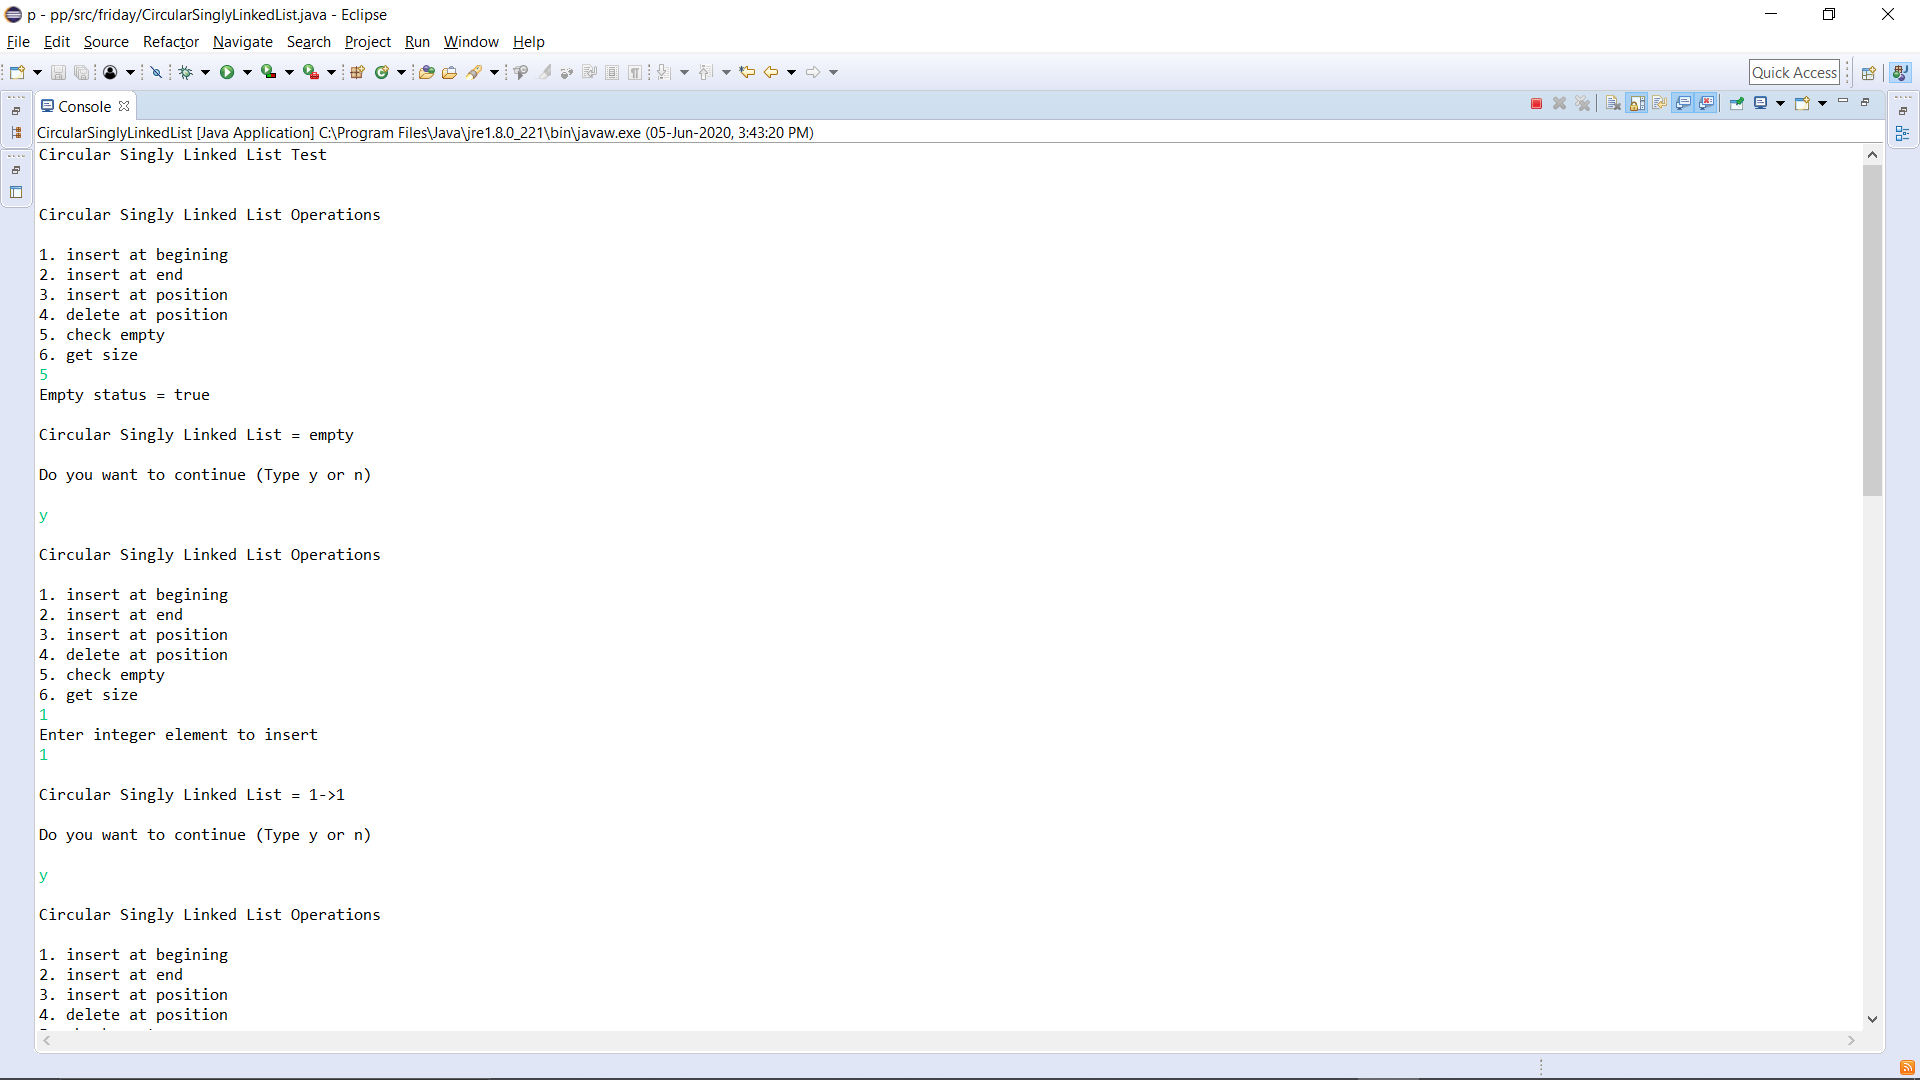 p - pp/src/friday/CircularSinglyLinkedList.java - Eclipse
File Edit Source Refactor Navigate Search Project Run Window Help
Quick Access
Console
CircularSinglyLinkedList [Java Application] C:\Program Files\Java\jre1.8.0_221\bin\javaw.exe (05-Jun-2020, 3:43:20 PM)
Circular Singly Linked List Test
Circular Singly Linked List Operations
1. insert at begining
2. insert at end
3. insert at position
4. delete at position
5. check empty
6. get size
5
Empty status = true
Circular Singly Linked List = empty
Do you want to continue (Type y or n)
y
Circular Singly Linked List Operations
1. insert at begining
2. insert at end
3. insert at position
4. delete at position
5. check empty
6. get size
1
Enter integer element to insert
1
Circular Singly Linked List = 1->1
Do you want to continue (Type y or n)
y
Circular Singly Linked List Operations
1. insert at begining
2. insert at end
3. insert at position
4. delete at position